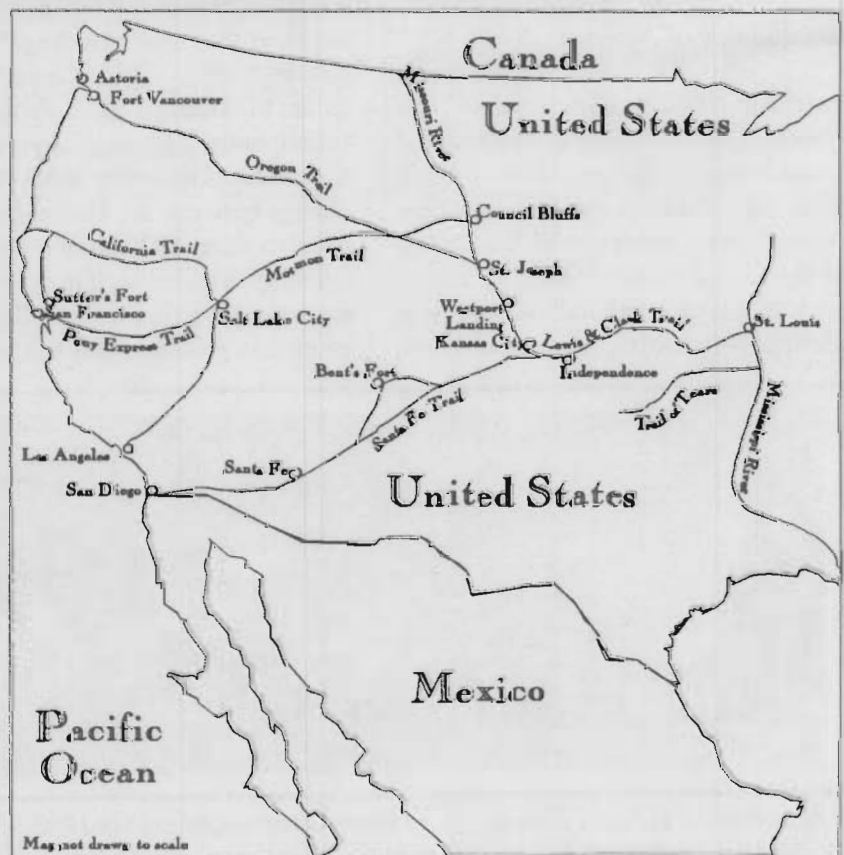 Canada
United States
Missouri River
Astoria
Fort Vancouver
Oregon Trail
Council Bluffs
California Trail
Mormon Trail
St. Joseph
Sutter's Fort
San Francisco
Salt Lake City
Westport
Landing
Kansas City
Lewis & Clark Trail
St. Louis
Pony Express Trail
Bent's Fort
Independence
Santa Fe Trail
Trail of Tears
Mississippi River
Los Angeles
Santa Fe
San Diego
United States
Mexico
Pacific
Ocean
Map not drawn to scale